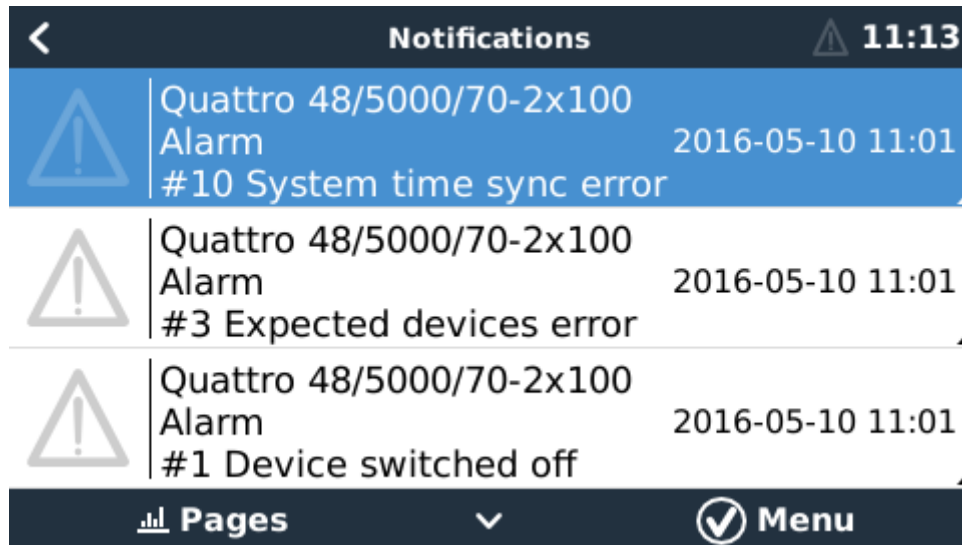 Notifications
11:13
Quattro 48/5000/70-2x100
Alarm
2016-05-10 11:01
#10 System time sync error
Quattro 48/5000/70-2x100
Alarm
2016-05-10 11:01
#3 Expected devices error
Quattro 48/5000/70-2x100
Alarm
2016-05-10 11:01
#1 Device switched off
Pages
Menu